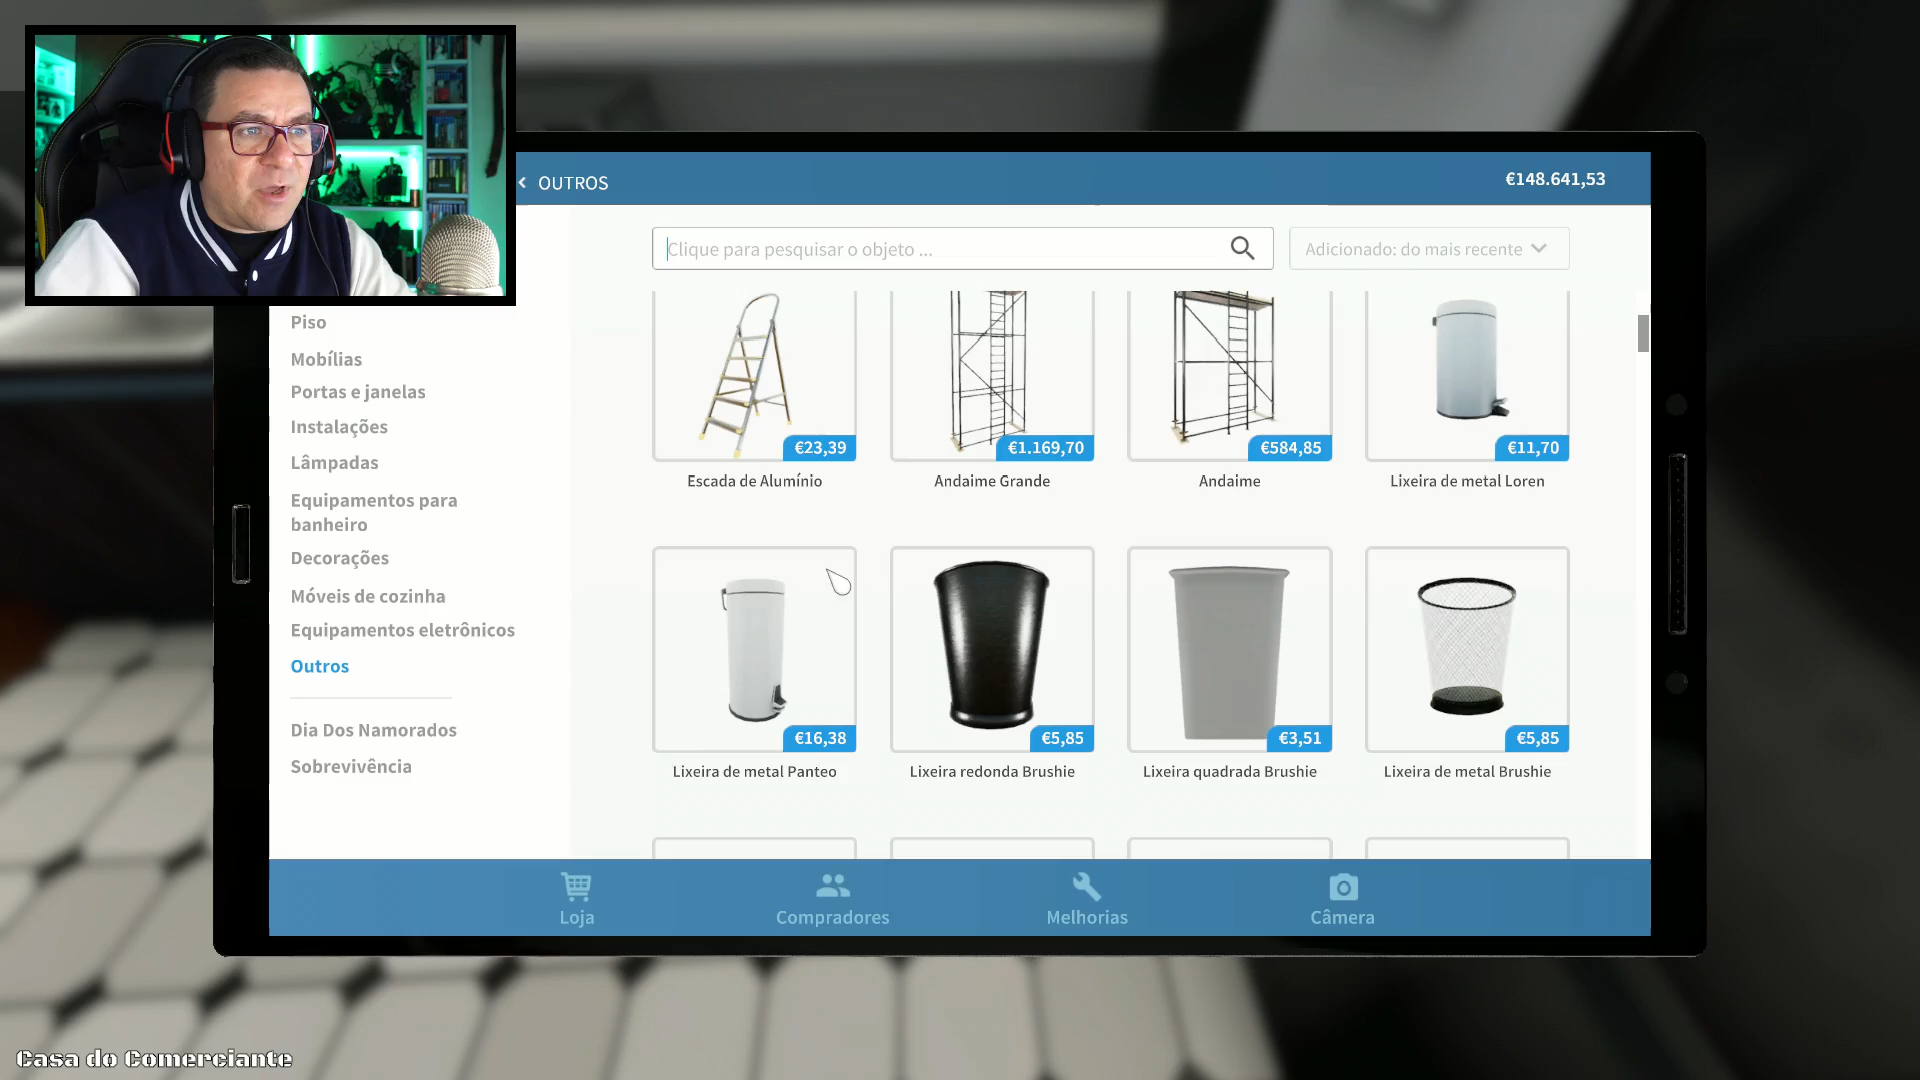 OUTROS
€148.641,53
Clique para pesquisar o objeto ...
Adicionado: do mais recente
Piso
Mobílias
Portas e janelas
Instalações
Lâmpadas
Equipamentos para
banheiro
Decorações
Móveis de cozinha
Equipamentos eletrônicos
Outros
Dia Dos Namorados
Sobrevivência
€23,39
€1.169,70
€584,85
€11,70
Escada de Alumínio
Andaime Grande
Andaime
Lixeira de metal Loren
€16,38
€5,85
€3,51
€5,85
Lixeira de metal Panteo
Lixeira redonda Brushie
Lixeira quadrada Brushie
Lixeira de metal Brushie
Loja
Compradores
Melhorias
Câmera
Casa do Comerciante